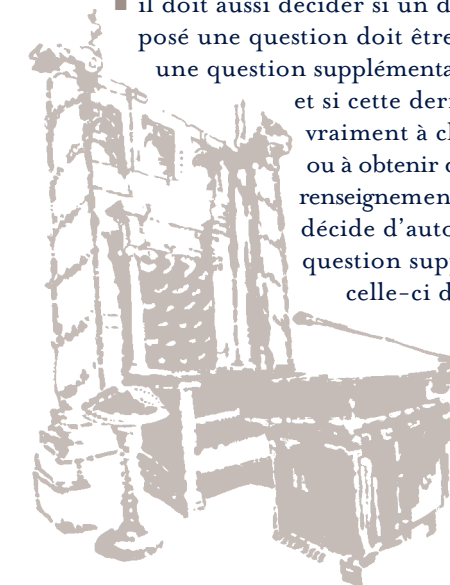 il doit aussi décider si un d
posé une question doit être
une question supplémenta
et si cette der
vraiment à cl
ou à obtenir
renseignemen
décide d'auto
question sup
celle-ci d